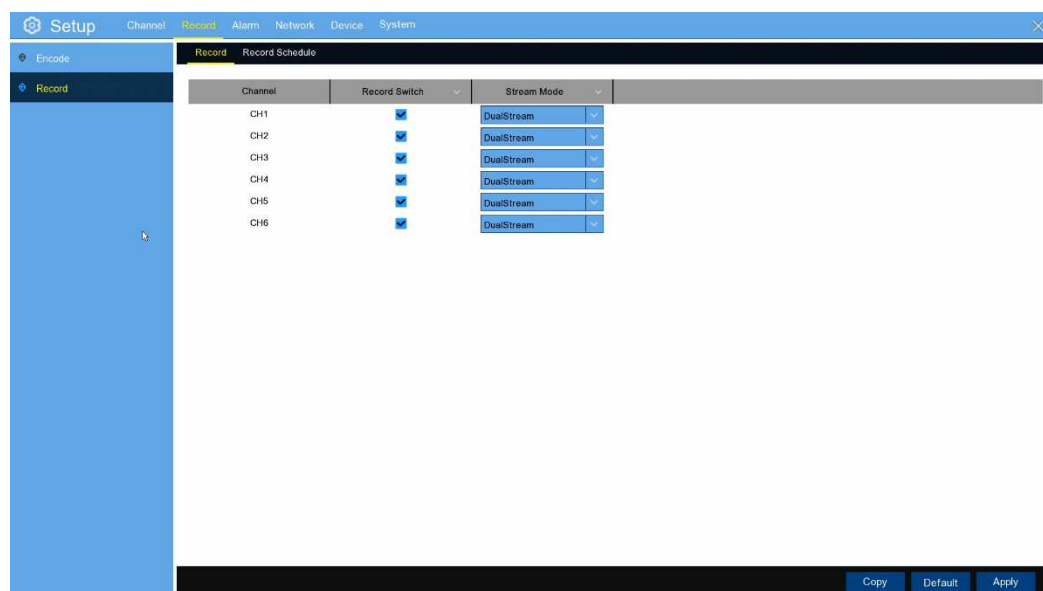 Setup Channel Record Alarm Network Device System
Encode
Record
Record Record Schedule
Channel Record Switch Stream Mode
CH1 DualStream
CH2 DualStream
CH3 DualStream
CH4 DualStream
CH5 DualStream
CH6 DualStream
Copy Default Apply